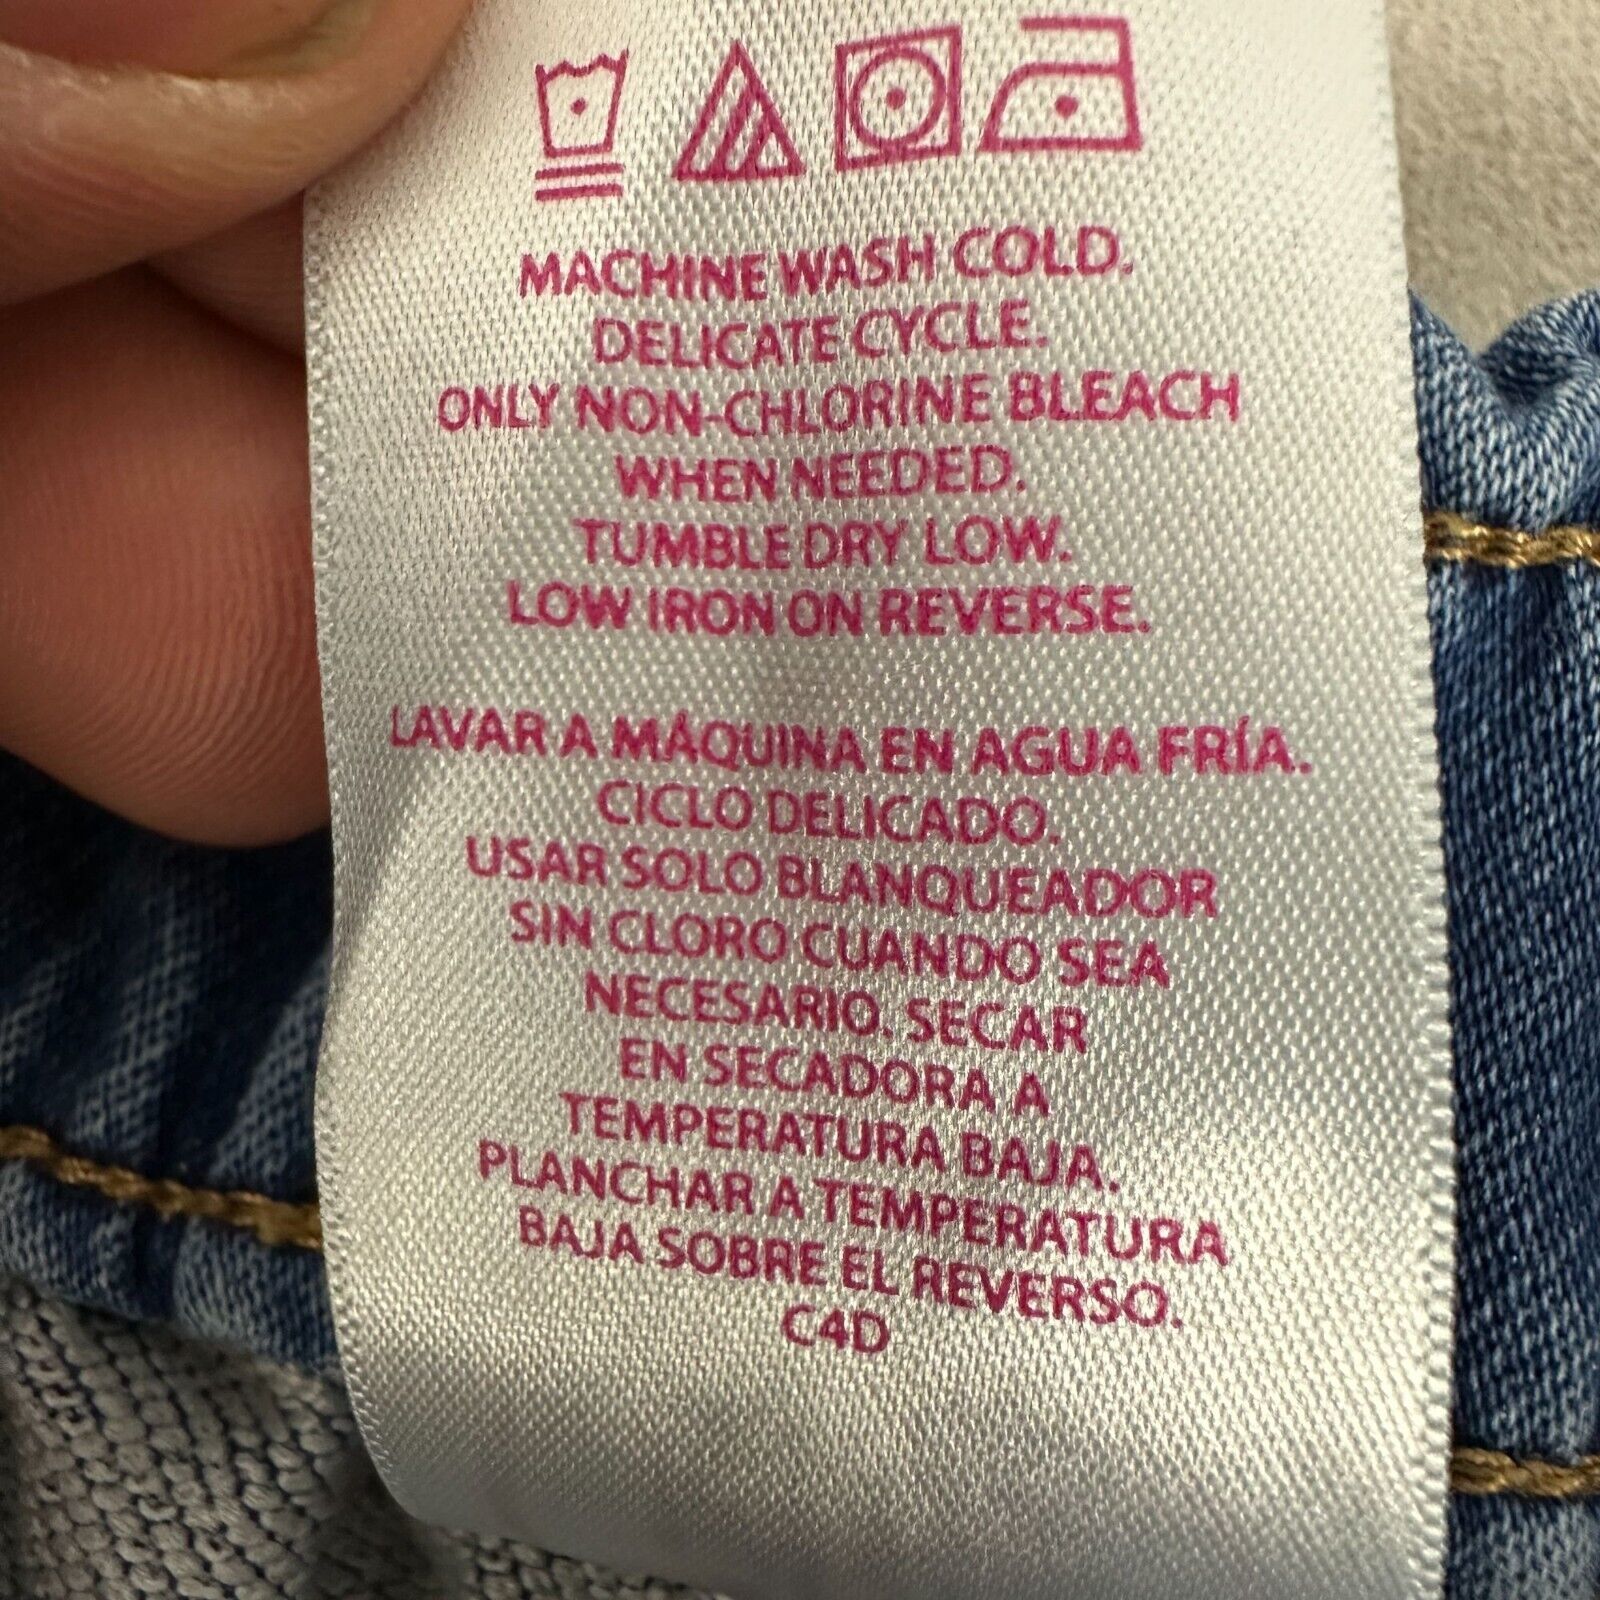 MACHINE WASH COLD.
DELICATE CYCLE.
ONLY NON-CHLORINE BLEACH
WHEN NEEDED.
TUMBLE DRY LOW.
LOW IRON ON REVERSE.
LAVAR A MÁQUINA EN AGUA FRÍA.
CICLO DELICADO.
USAR SOLO BLANQUEADOR
SIN CLORO CUANDO SEA
NECESARIO. SECAR
EN SECADORA A
TEMPERATURA BAJA.
PLANCHAR A TEMPERATURA
BAJA SOBRE EL REVERSO.
C4D